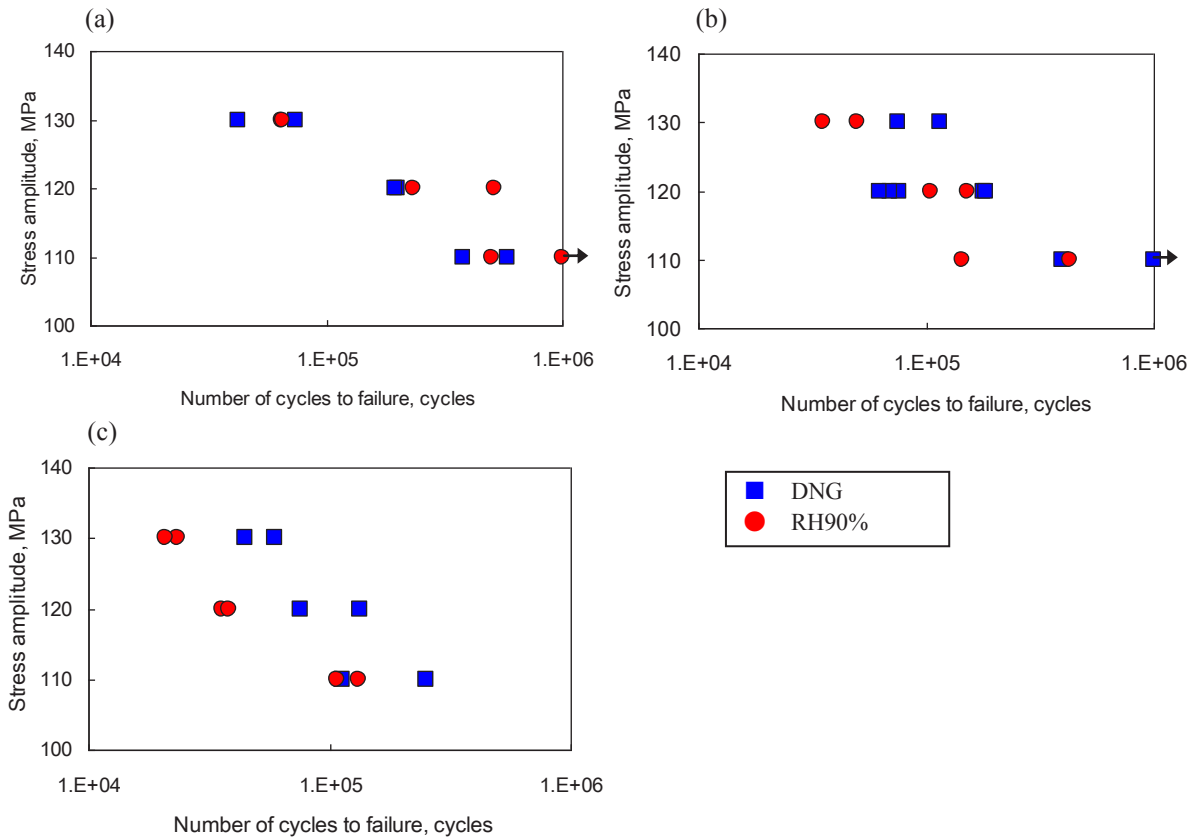 (a)
140
130
120
110
100
Stress amplitude, MPa
1.E+04
1.E+05
1.E+06
Number of cycles to failure, cycles
(b)
140
130
120
110
100
Stress amplitude, MPa
1.E+04
1.E+05
1.E+06
Number of cycles to failure, cycles
(c)
140
130
120
110
100
Stress amplitude, MPa
1.E+04
1.E+05
1.E+06
Number of cycles to failure, cycles
DNG
RH90%